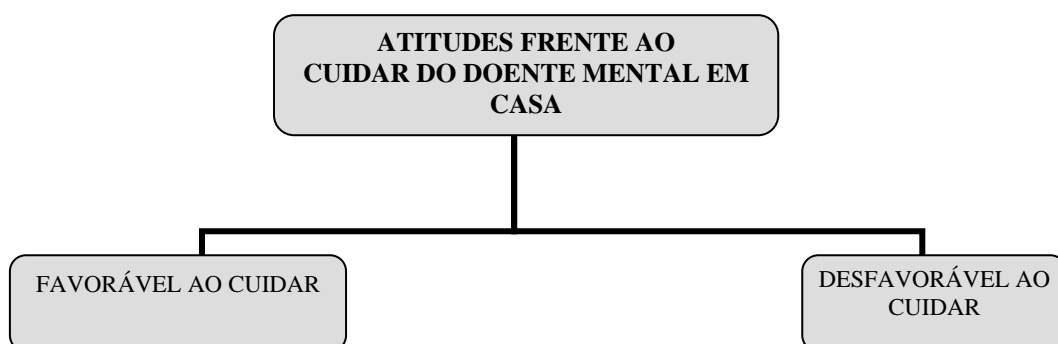 ATITUDES FRENTE AO
CUIDAR DO DOENTE MENTAL EM
CASA
FAVORÁVEL AO CUIDAR
DESFAVORÁVEL AO
CUIDAR